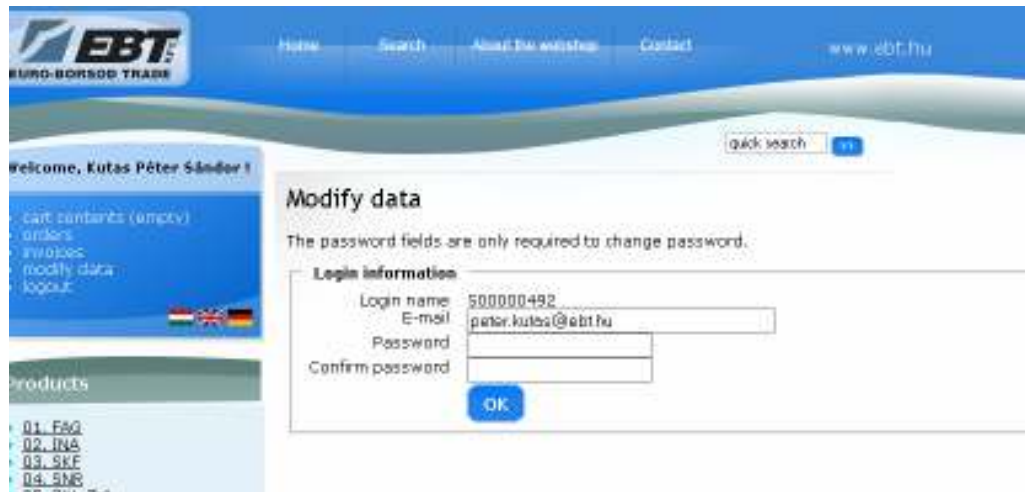 EBT
EURO-BORSOD TRADE
Home Search About the webshop Contact
www.ebt.hu
quick search >>
Welcome, Kutas Péter Sándor !
cart contents (empty)
orders
invoices
modify data
logout
Products
01. FAG
02. INA
03. SKF
04. SNR
Modify data
The password fields are only required to change password.
Login information
Login name 500000492
E-mail peter.kutas@ebt.hu
Password
Confirm password
OK